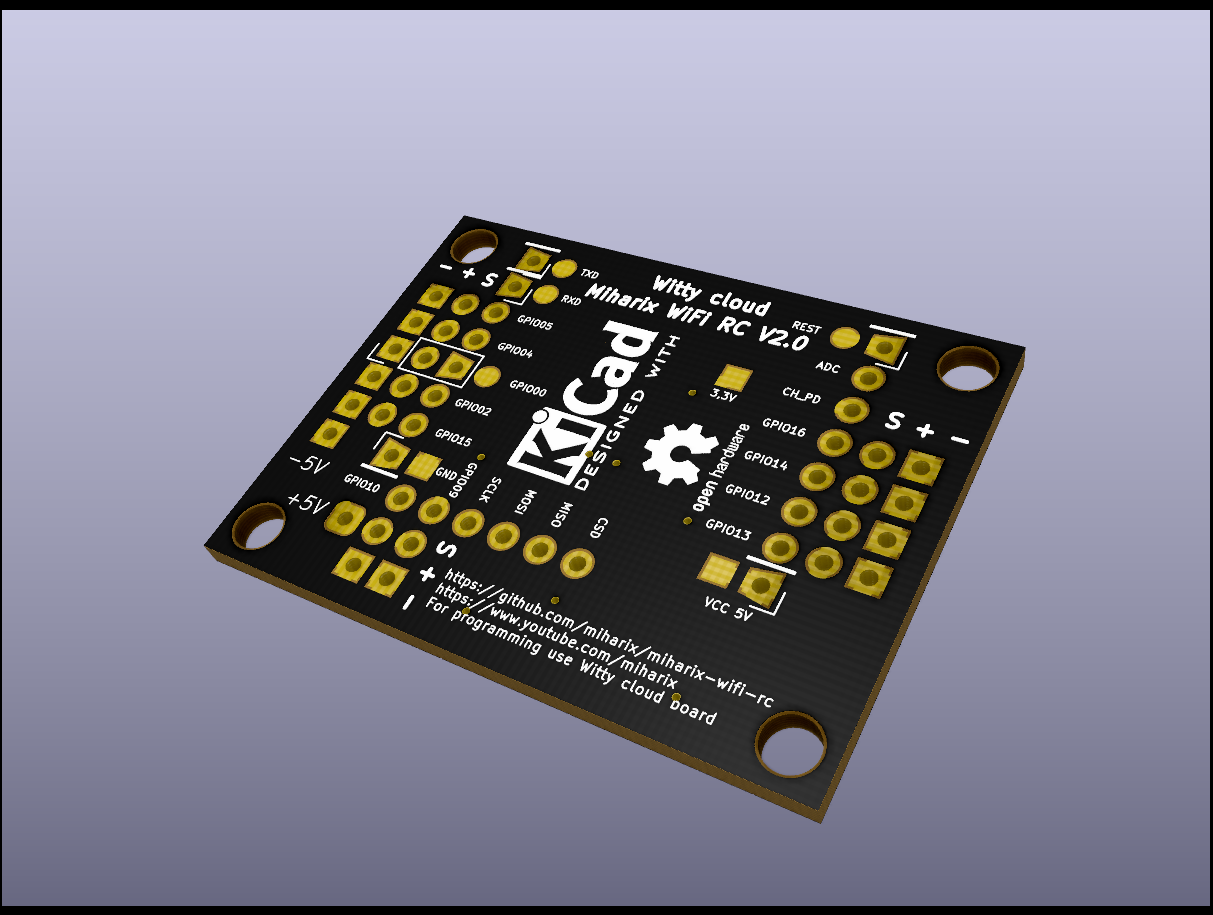 Witty cloud
Miharix WiFi RC V2.0
TXD
RXD
- + S
GPIO05
GPIO04
GPIO00
GPIO02
GPIO15
GND
-5V
+5V
GPIO10
GPIO09
SCLK
MOSI
MISO
CSD
S
+
-
KiCad
DESIGNED WITH
3,3V
open hardware
REST
ADC
CH_PD
GPIO16
GPIO14
GPIO12
GPIO13
S + -
VCC 5V
https://github.com/miharix/miharix-wifi-rc
https://www.youtube.com/miharix
For programming use Witty cloud board